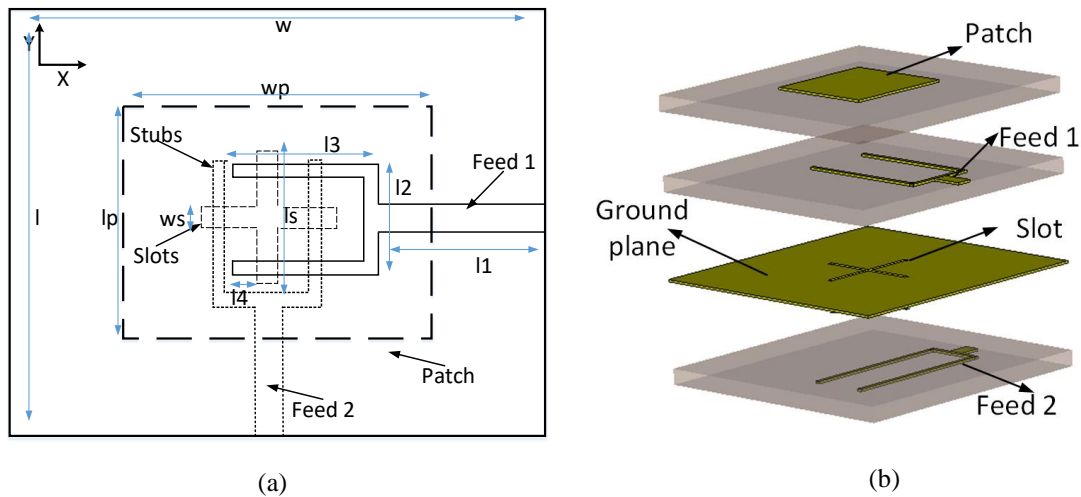 w
Y
X
wp
Stubs
l3
Feed 1
l2
l
lp
ws
ls
Slots
l1
l4
Patch
Feed 2
(a)
Patch
Feed 1
Ground
plane
Slot
Feed 2
(b)